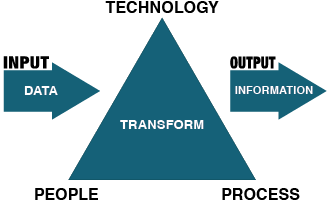 TECHNOLOGY
INPUT
DATA
TRANSFORM
OUTPUT
INFORMATION
PEOPLE
PROCESS